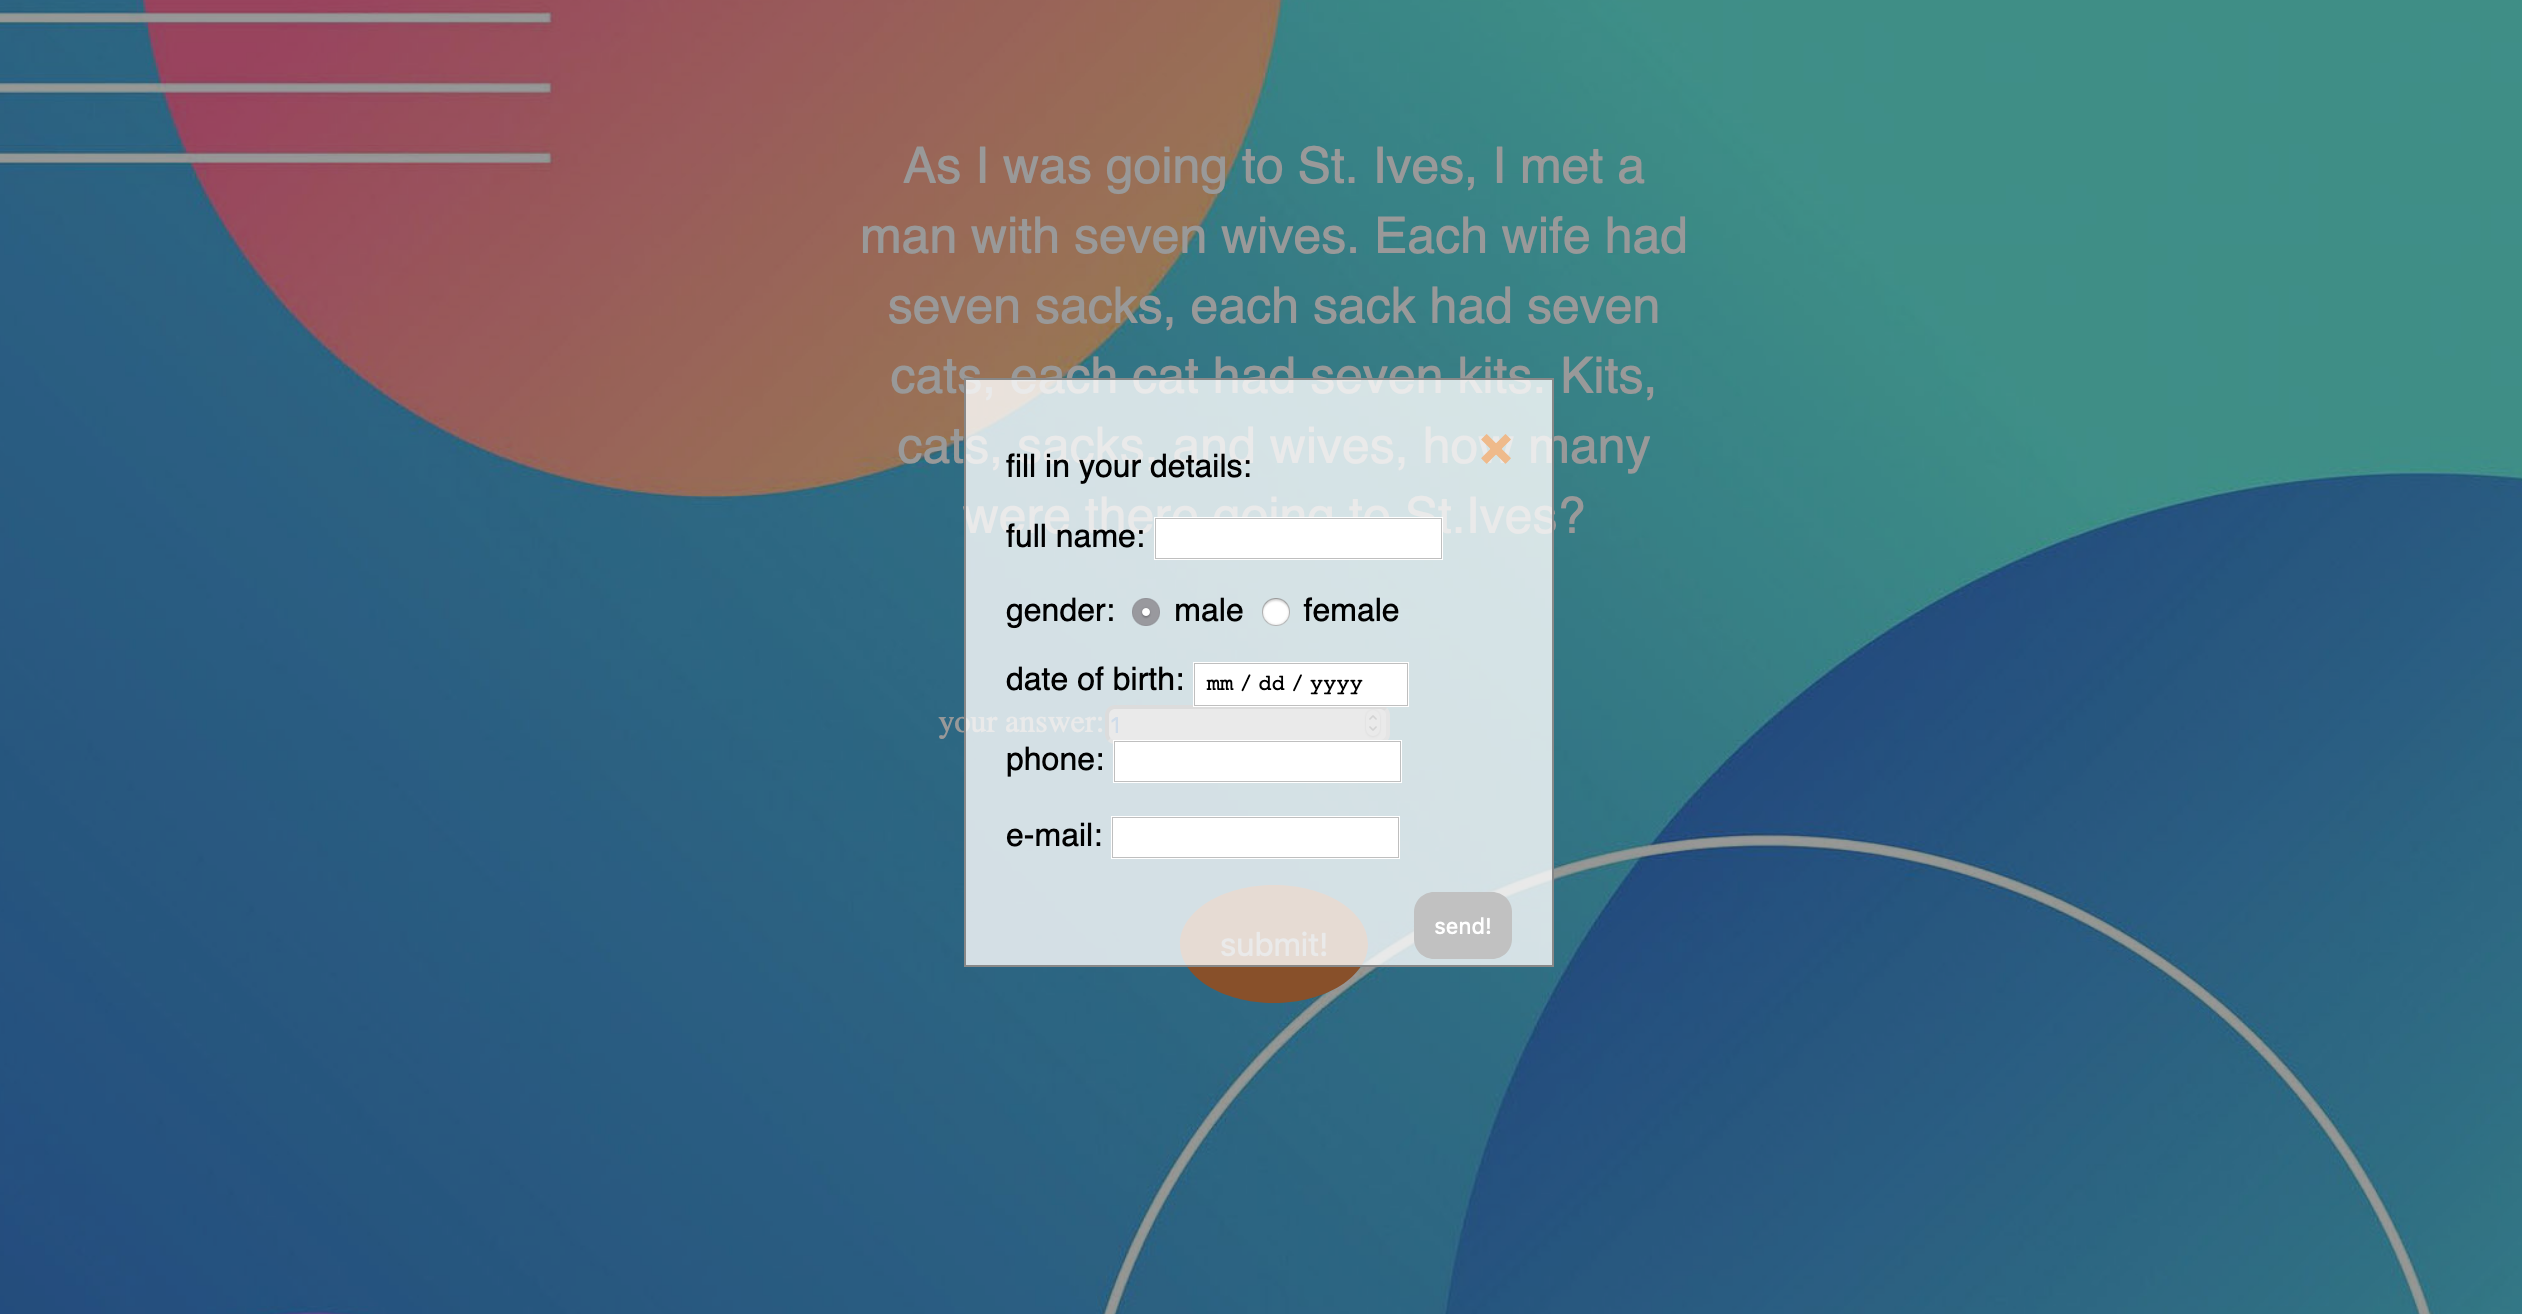 As I was going to St. Ives, I met a
man with seven wives. Each wife had
seven sacks, each sack had seven
cats, each cat had seven kits. Kits,
cats, sacks, and wives, how many
were there going to St.Ives?
fill in your details:
full name:
gender: male female
date of birth: mm / dd / yyyy
your answer: 1
phone:
e-mail:
submit!
send!